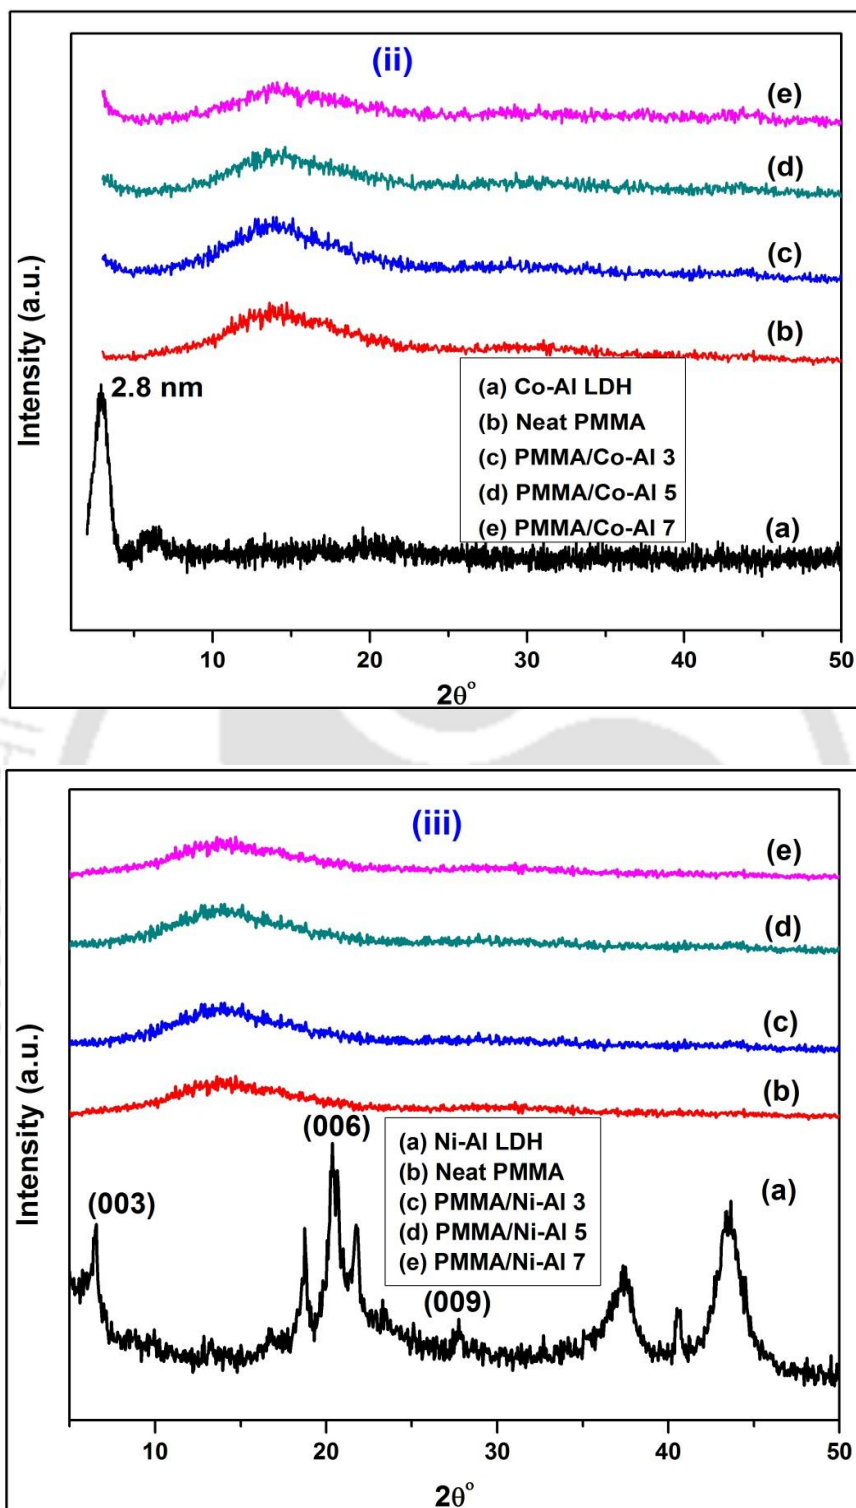 (ii)
(e)
(d)
(c)
(b)
2.8 nm
(a) Co-Al LDH
(b) Neat PMMA
(c) PMMA/Co-Al 3
(d) PMMA/Co-Al 5
(e) PMMA/Co-Al 7
(a)
Intensity (a.u.)
10 20 30 40 50
2θ°
(iii)
(e)
(d)
(c)
(b)
(006)
(003)
(a) Ni-Al LDH
(b) Neat PMMA
(c) PMMA/Ni-Al 3
(d) PMMA/Ni-Al 5
(e) PMMA/Ni-Al 7
(a)
(009)
Intensity (a.u.)
10 20 30 40 50
2θ°